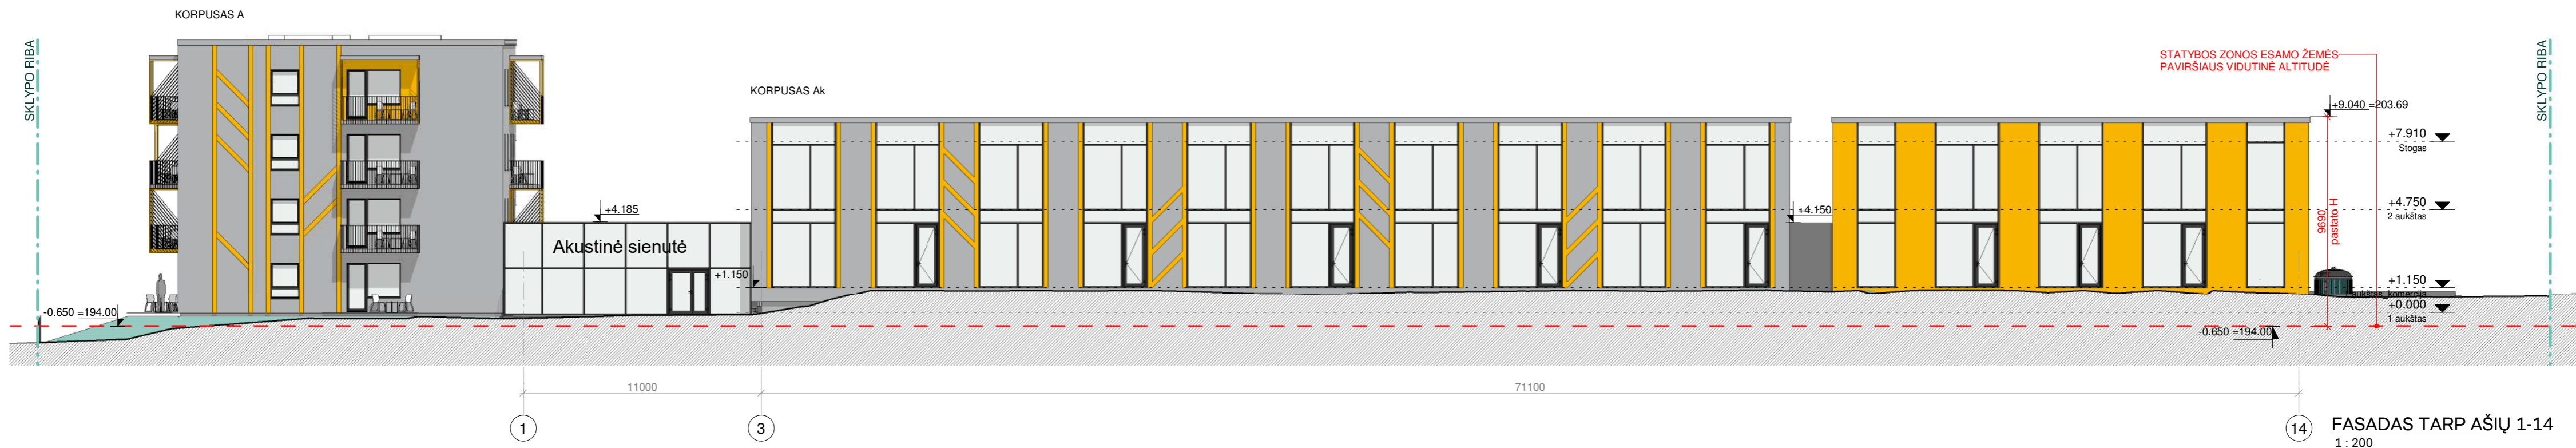 KORPUSAS A
SKLYPO RIBA
KORPUSAS Ak
STATYBOS ZONOS ESAMO ŽEMĖS
PAVIRŠIAUS VIDUTINĖ ALTITUDĖ
SKLYPO RIBA
+9.040 =203.69
+7.910
Stogas
+4.185
+4.150
+4.750
2 aukštas
9690
pastato H
Akustinė sienutė
+1.150
+1.150
aukštas_komercija
+0.000
1 aukštas
-0.650 =194.00
-0.650 =194.00
11000
71100
1
3
14
FASADAS TARP AŠIŲ 1-14
1 : 200